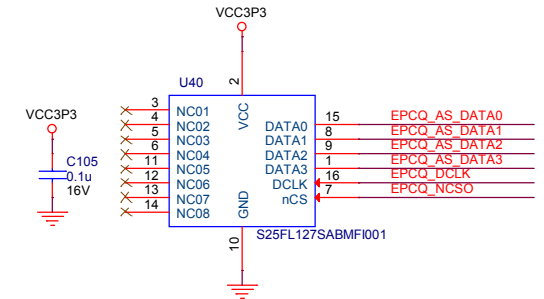 VCC3P3
U40
2
VCC
3 NC01
4 NC02
5 NC03
6 NC04
11 NC05
12 NC06
13 NC07
14 NC08
DATA0 15 EPCQ_AS_DATA0
DATA1 8 EPCQ_AS_DATA1
DATA2 9 EPCQ_AS_DATA2
DATA3 1 EPCQ_AS_DATA3
DCLK 16 EPCQ_DCLK
nCS 7 EPCQ_NCSO
GND
10
S25FL127SABMFI001
VCC3P3
C105
0.1u
16V